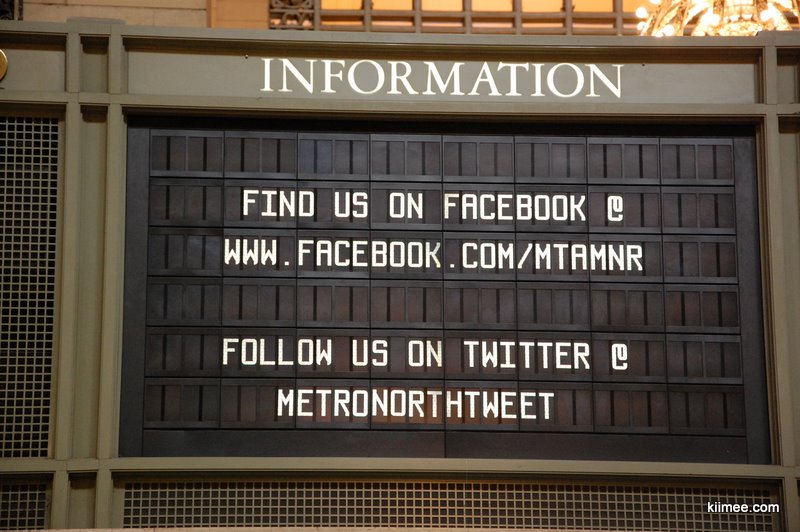 INFORMATION
FIND US ON FACEBOOK @
WWW.FACEBOOK.COM/MTAMNR
FOLLOW US ON TWITTER @
METRONORTHTWEET
kiimee.com